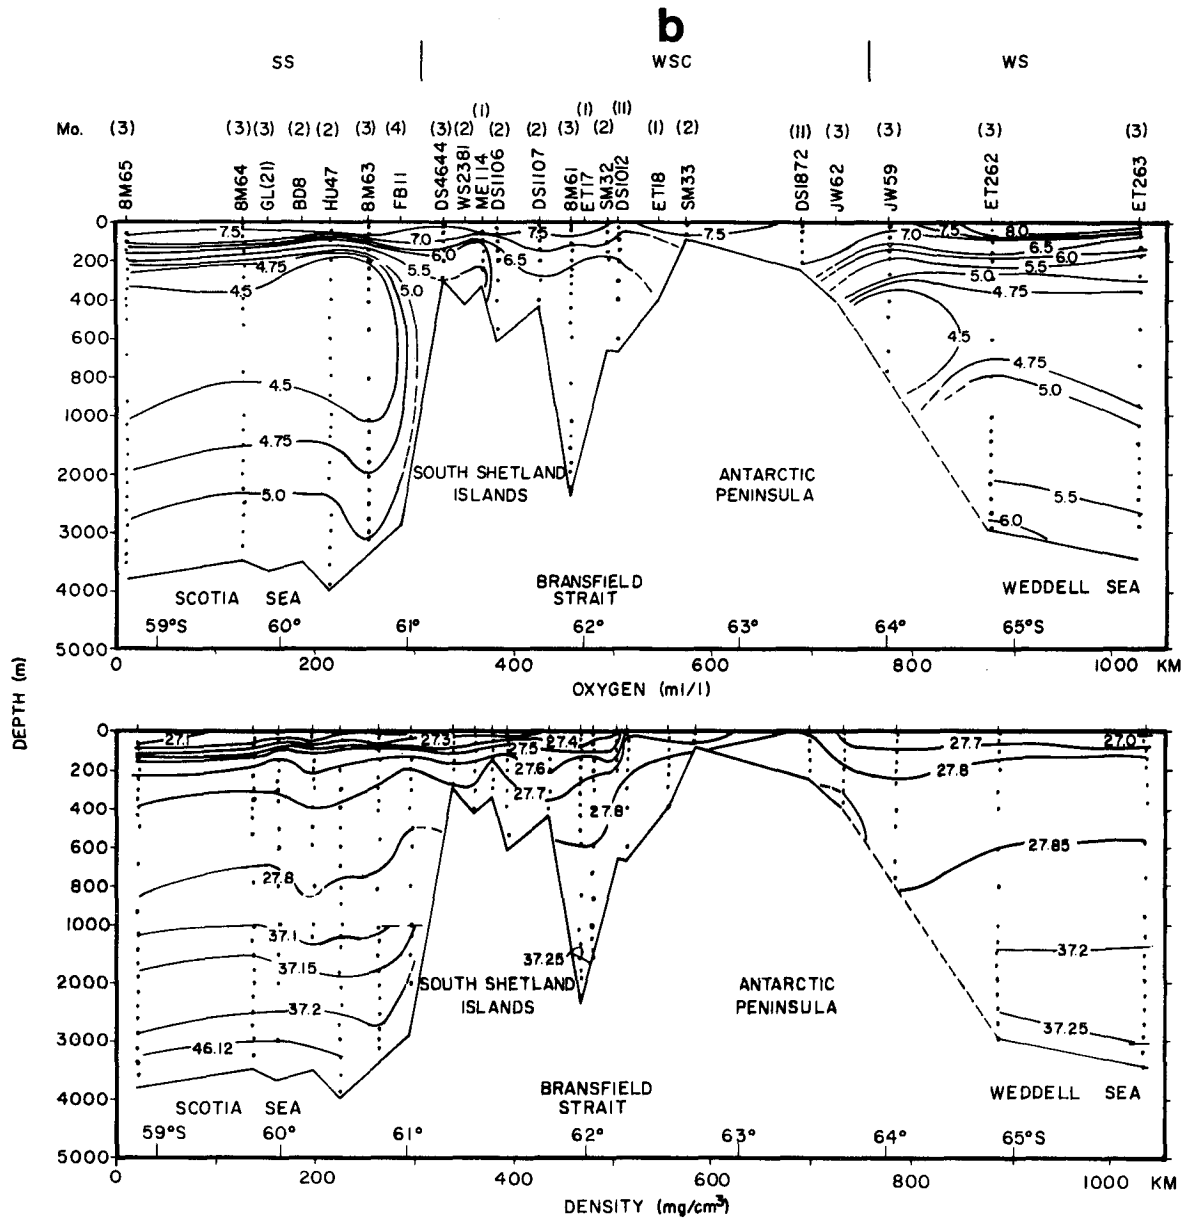 b
SS WSC WS
Mo. (3) (3) (3) (2) (2) (3) (4) (3) (2) (1) (2) (2) (3) (1) (2) (11) (1) (2) (11) (3) (3) (3) (3)
8M65 8M64 GL(21) BD8 HU47 8M63 FB11 DS4644 WS2381 ME114 DS1106 DS1107 8M61 ET17 SM32 DS1012 ET18 SM33 DS1872 JW62 JW59 ET262 ET263
0
7.5 7.0 7.5 7.5 7.0 7.5 8.0
6.0 6.5 6.5 6.0
200
4.75 5.5 5.5
4.5 5.0 5.0 4.75
400
600
4.5
4.75
800
4.5 5.0
1000
4.75
SOUTH SHETLAND ISLANDS
ANTARCTIC PENINSULA
2000
5.0 5.5
6.0
3000
4000
SCOTIA SEA
BRANSFIELD STRAIT
WEDDELL SEA
59°S 60° 61° 62° 63° 64° 65°S
5000
0 200 400 600 800 1000 KM
OXYGEN (ml/l)
DEPTH (m)
0
27.1 27.3 27.5 27.4 27.7 27.0
27.6 27.8
200
27.7
400
27.8
600
27.85
27.8
800
1000
37.1 37.2
37.25
37.15
SOUTH SHETLAND ISLANDS
ANTARCTIC PENINSULA
2000
37.2
37.25
3000
46.12
4000
SCOTIA SEA
BRANSFIELD STRAIT
WEDDELL SEA
59°S 60° 61° 62° 63° 64° 65°S
5000
0 200 400 600 800 1000 KM
DENSITY (mg/cm³)